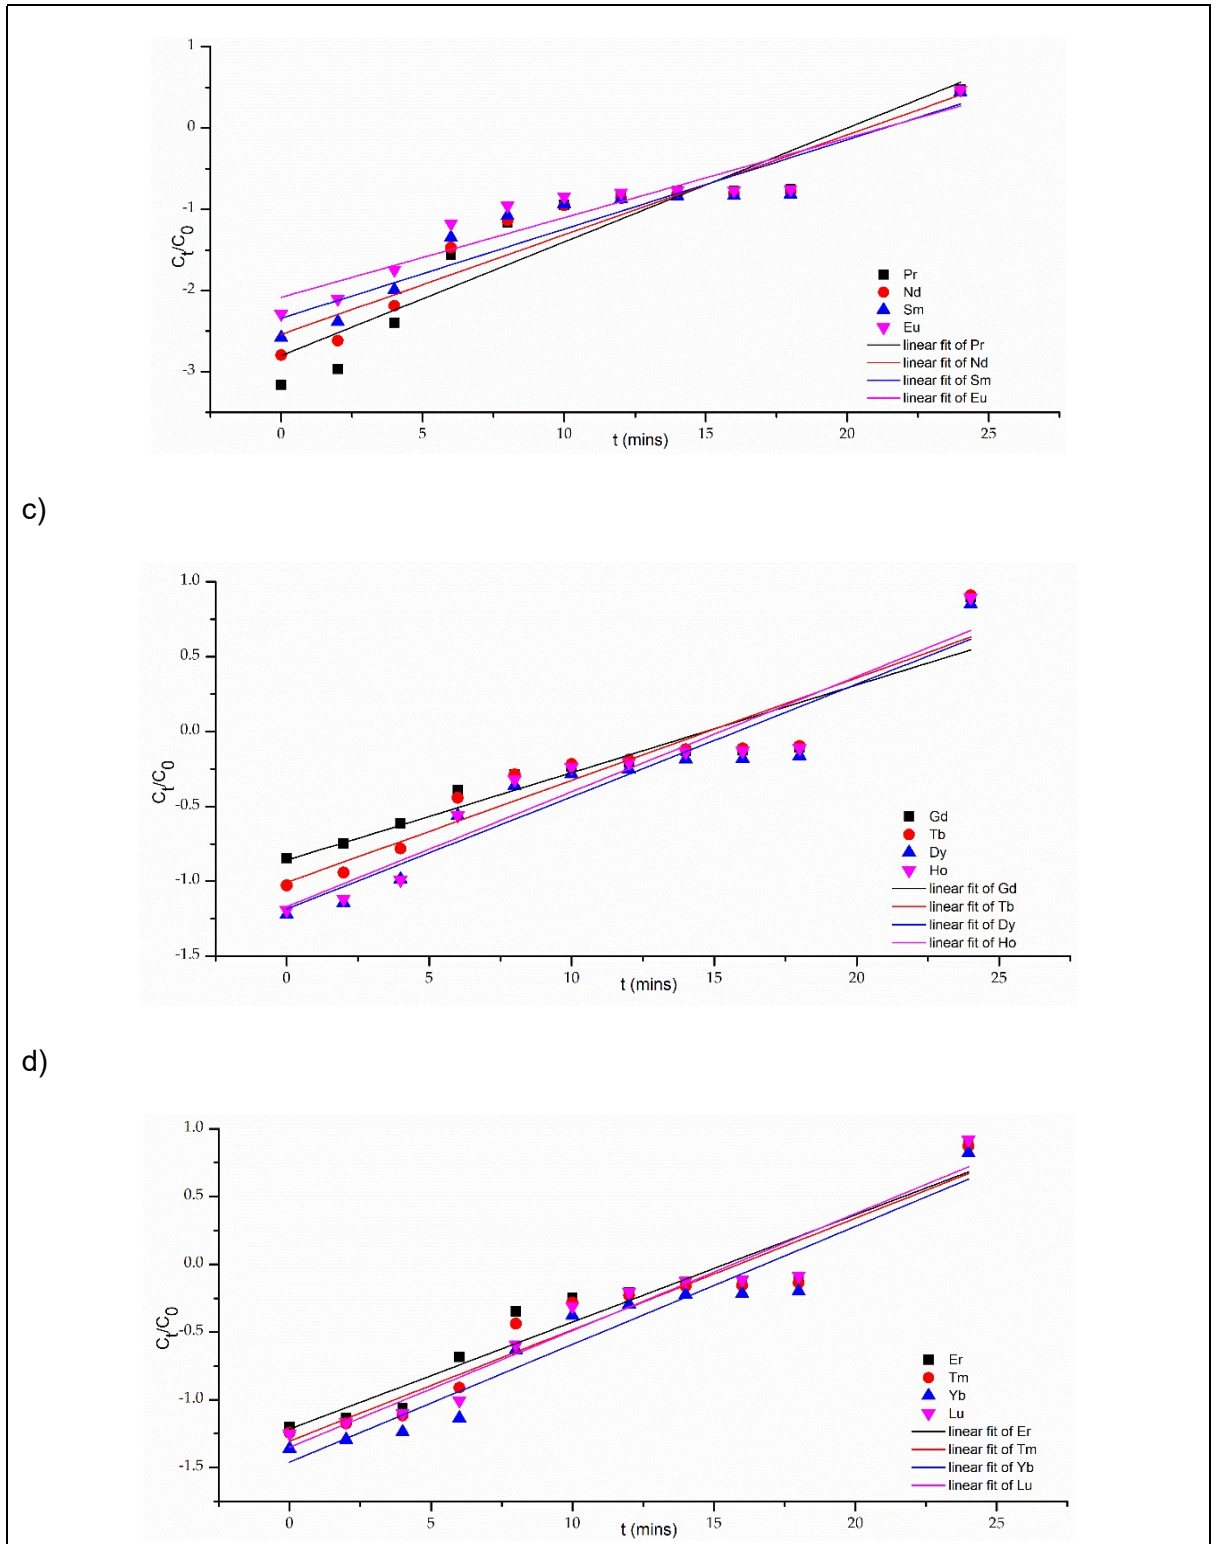 1
0
-1
-2
-3
Ct/C0
Pr
Nd
Sm
Eu
linear fit of Pr
linear fit of Nd
linear fit of Sm
linear fit of Eu
0 5 10 15 20 25
t (mins)
c)
1.0
0.5
0.0
-0.5
-1.0
-1.5
Ct/C0
Gd
Tb
Dy
Ho
linear fit of Gd
linear fit of Tb
linear fit of Dy
linear fit of Ho
0 5 10 15 20 25
t (mins)
d)
1.0
0.5
0.0
-0.5
-1.0
-1.5
Ct/C0
Er
Tm
Yb
Lu
linear fit of Er
linear fit of Tm
linear fit of Yb
linear fit of Lu
0 5 10 15 20 25
t (mins)